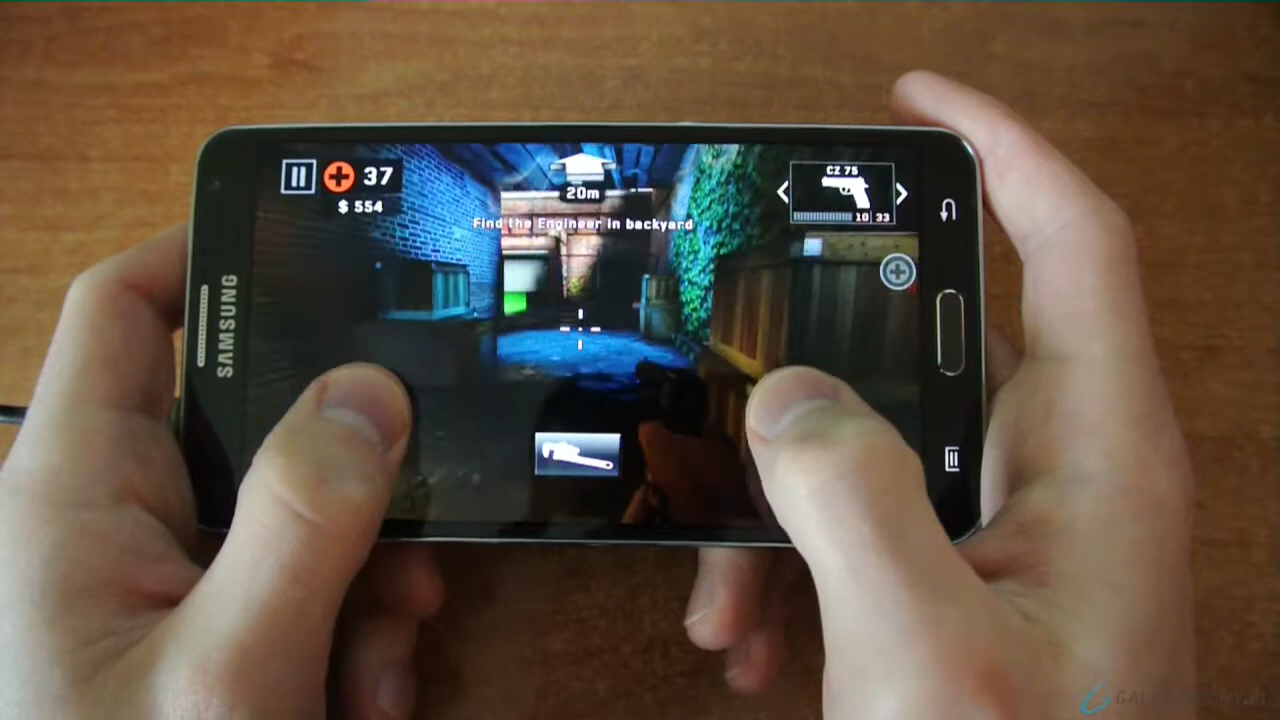 37
$ 554
20m
Find the Engineer in backyard
CZ 75
10 33
SAMSUNG